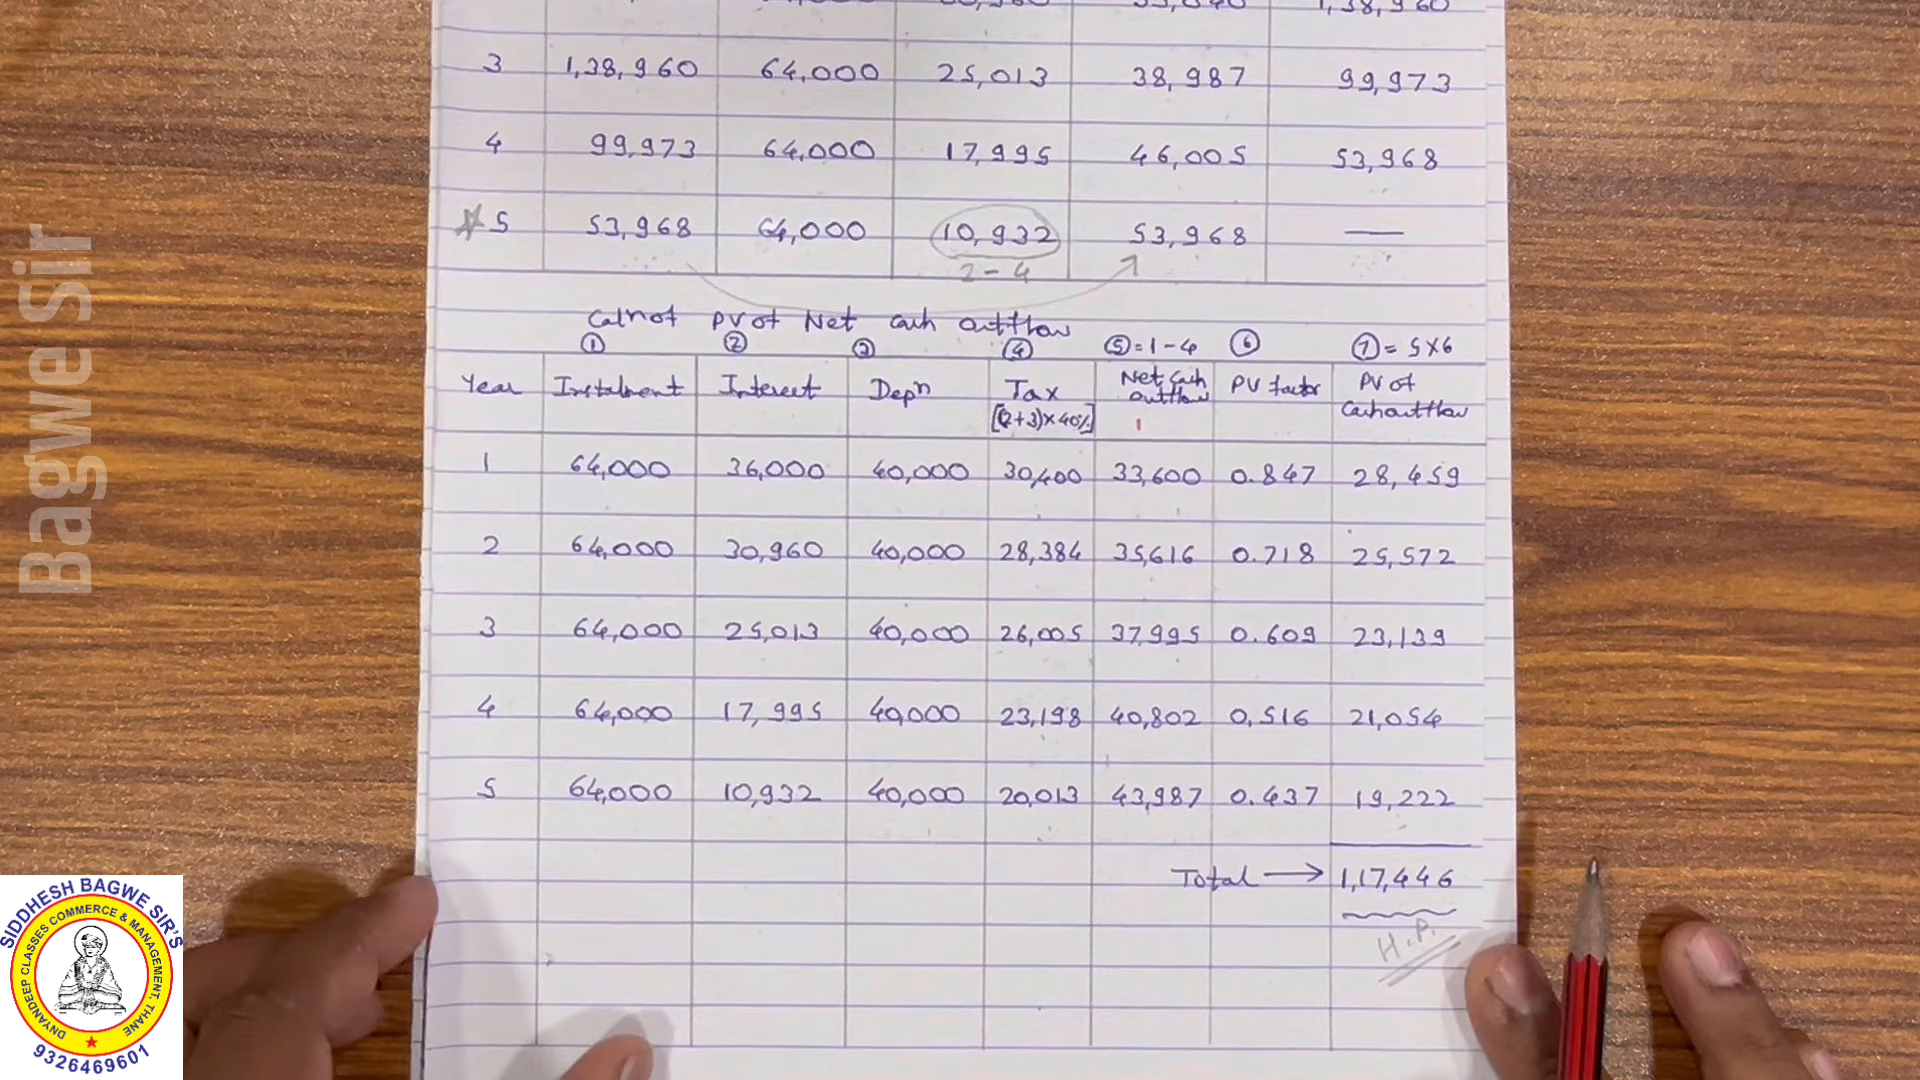 1,38,960
3 1,38,960 64,000 25,013 38,987 99,973
4 99,973 64,000 17,995 46,005 53,968
5 53,968 64,000 10,932 53,968 —
2-4
Calnof PV of Net cash outflow
① ② ③ ④ ⑤=1-4 ⑥ ⑦=5x6
Year Instalment Interest Depn Tax [(2+3)x40%] Net Cash outflow PV factor PV of Cash outflow
1 64,000 36,000 40,000 30,400 33,600 0.847 28,459
2 64,000 30,960 40,000 28,384 35,616 0.718 25,572
3 64,000 25,013 40,000 26,005 37,995 0.609 23,139
4 64,000 17,995 40,000 23,198 40,802 0.516 21,054
5 64,000 10,932 40,000 20,013 43,987 0.437 19,222
Total → 1,17,446
H.P.
Bagwe Sir
SIDDHESH BAGWE SIR'S
DNYANDEEP CLASSES COMMERCE & MANAGEMENT, THANE
9326469601